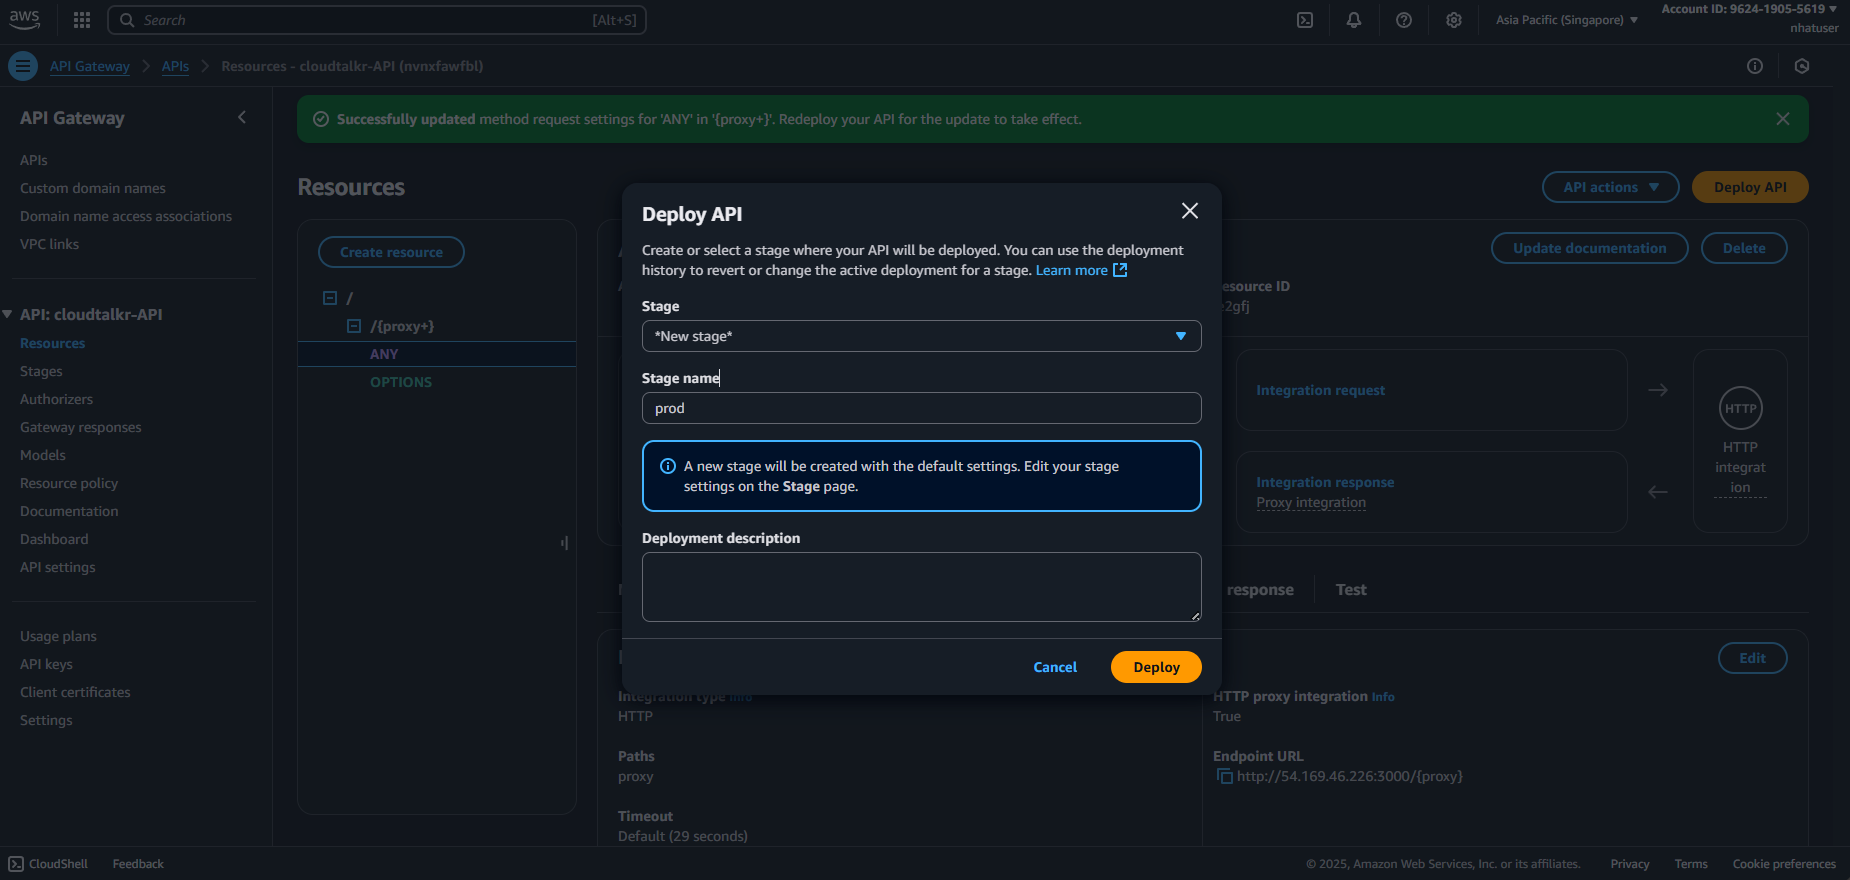 aws
Search
[Alt+S]
Asia Pacific (Singapore)
Account ID: 9624-1905-5619
nhatuser
API Gateway
APIs
Resources - cloudtalkr-API (nvnxfawfbl)
API Gateway
APIs
Custom domain names
Domain name access associations
VPC links
API: cloudtalkr-API
Resources
Stages
Authorizers
Gateway responses
Models
Resource policy
Documentation
Dashboard
API settings
Usage plans
API keys
Client certificates
Settings
Successfully updated method request settings for 'ANY' in '{proxy+}'. Redeploy your API for the update to take effect.
Resources
API actions
Deploy API
Create resource
/
/{proxy+}
ANY
OPTIONS
Update documentation
Delete
esource ID
2gfj
Integration request
Integration response
Proxy integration
HTTP
HTTP
integrat
ion
response
Test
Edit
Deploy API
Create or select a stage where your API will be deployed. You can use the deployment
history to revert or change the active deployment for a stage. Learn more
Stage
*New stage*
Stage name
prod
A new stage will be created with the default settings. Edit your stage
settings on the Stage page.
Deployment description
Cancel
Deploy
Integration type Info
HTTP
HTTP proxy integration Info
True
Paths
proxy
Endpoint URL
http://54.169.46.226:3000/{proxy}
Timeout
Default (29 seconds)
CloudShell
Feedback
© 2025, Amazon Web Services, Inc. or its affiliates.
Privacy
Terms
Cookie preferences